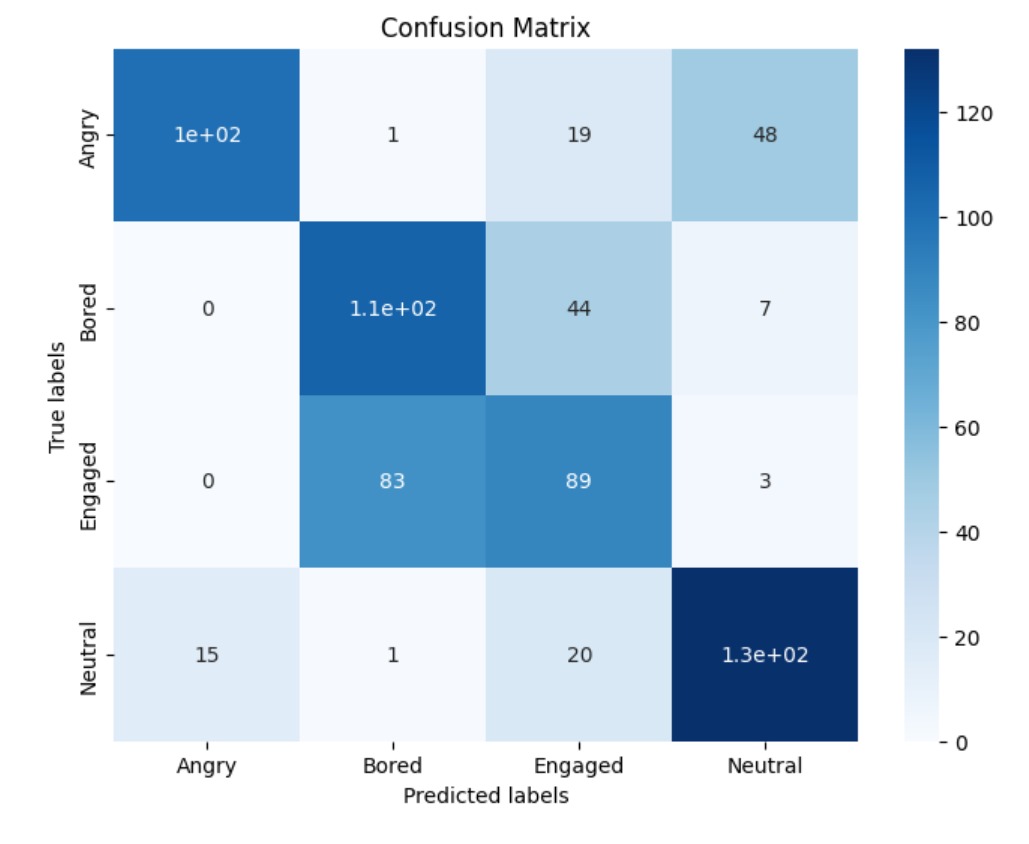 Confusion Matrix
Angry
1e+02
1
19
48
Bored
0
1.1e+02
44
7
Engaged
0
83
89
3
Neutral
15
1
20
1.3e+02
True labels
Angry
Bored
Engaged
Neutral
Predicted labels
120
100
80
60
40
20
0